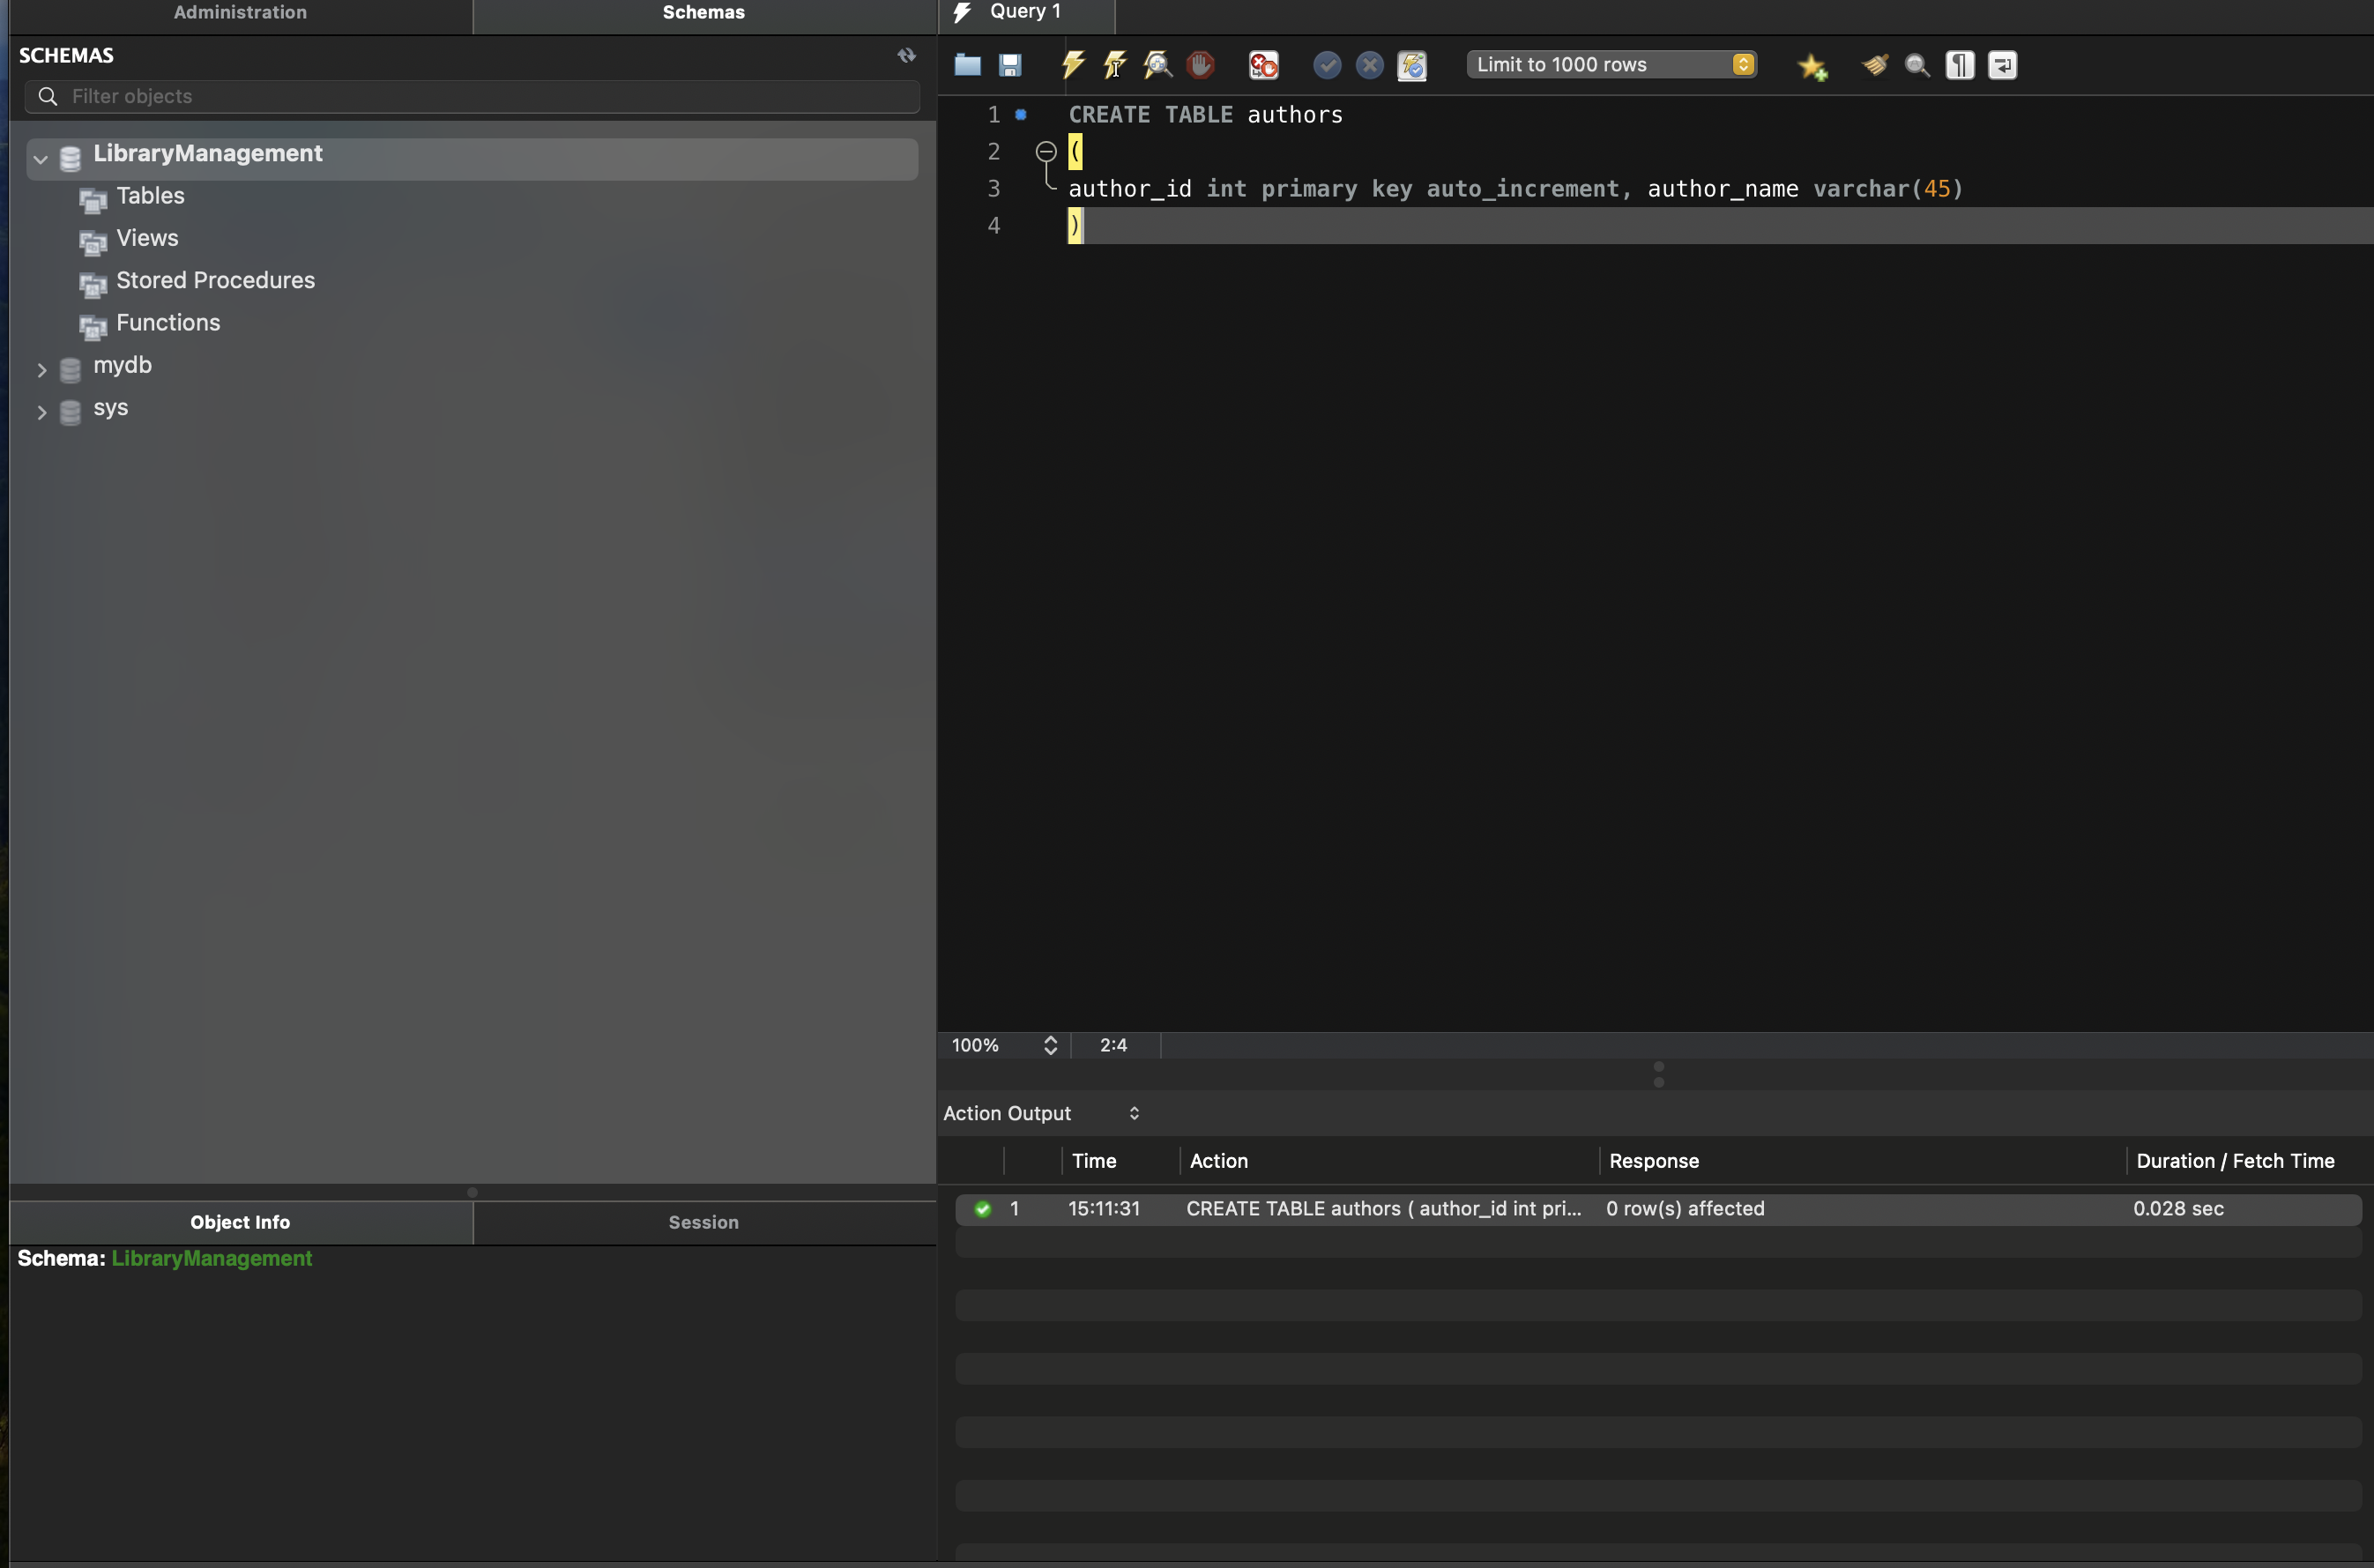 Administration
Schemas
SCHEMAS
Filter objects
LibraryManagement
Tables
Views
Stored Procedures
Functions
mydb
sys
Object Info
Session
Schema: LibraryManagement
Query 1
Limit to 1000 rows
1 CREATE TABLE authors
2 (
3 author_id int primary key auto_increment, author_name varchar(45)
4 )
100% 2:4
Action Output
Time Action Response Duration / Fetch Time
1 15:11:31 CREATE TABLE authors ( author_id int pri... 0 row(s) affected 0.028 sec